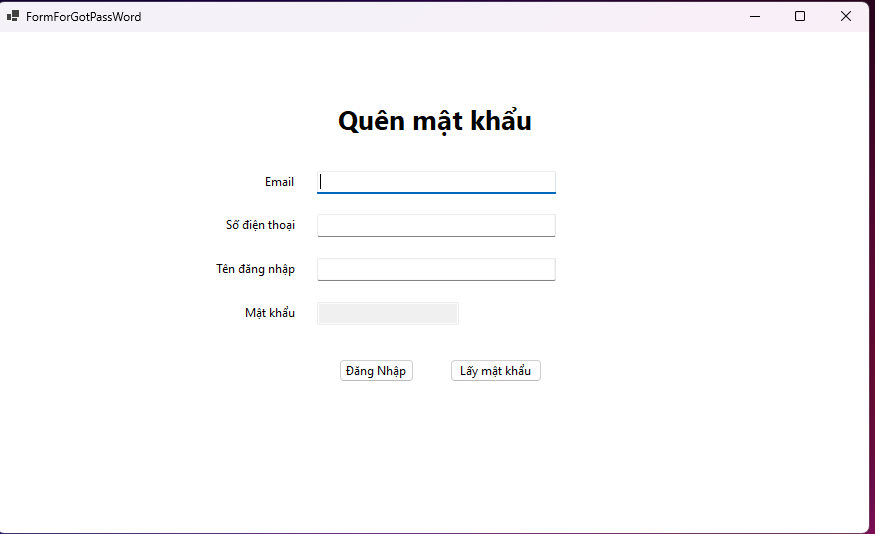 FormForGotPassWord
Quên mật khẩu
Email
Số điện thoại
Tên đăng nhập
Mật khẩu
Đăng Nhập Lấy mật khẩu